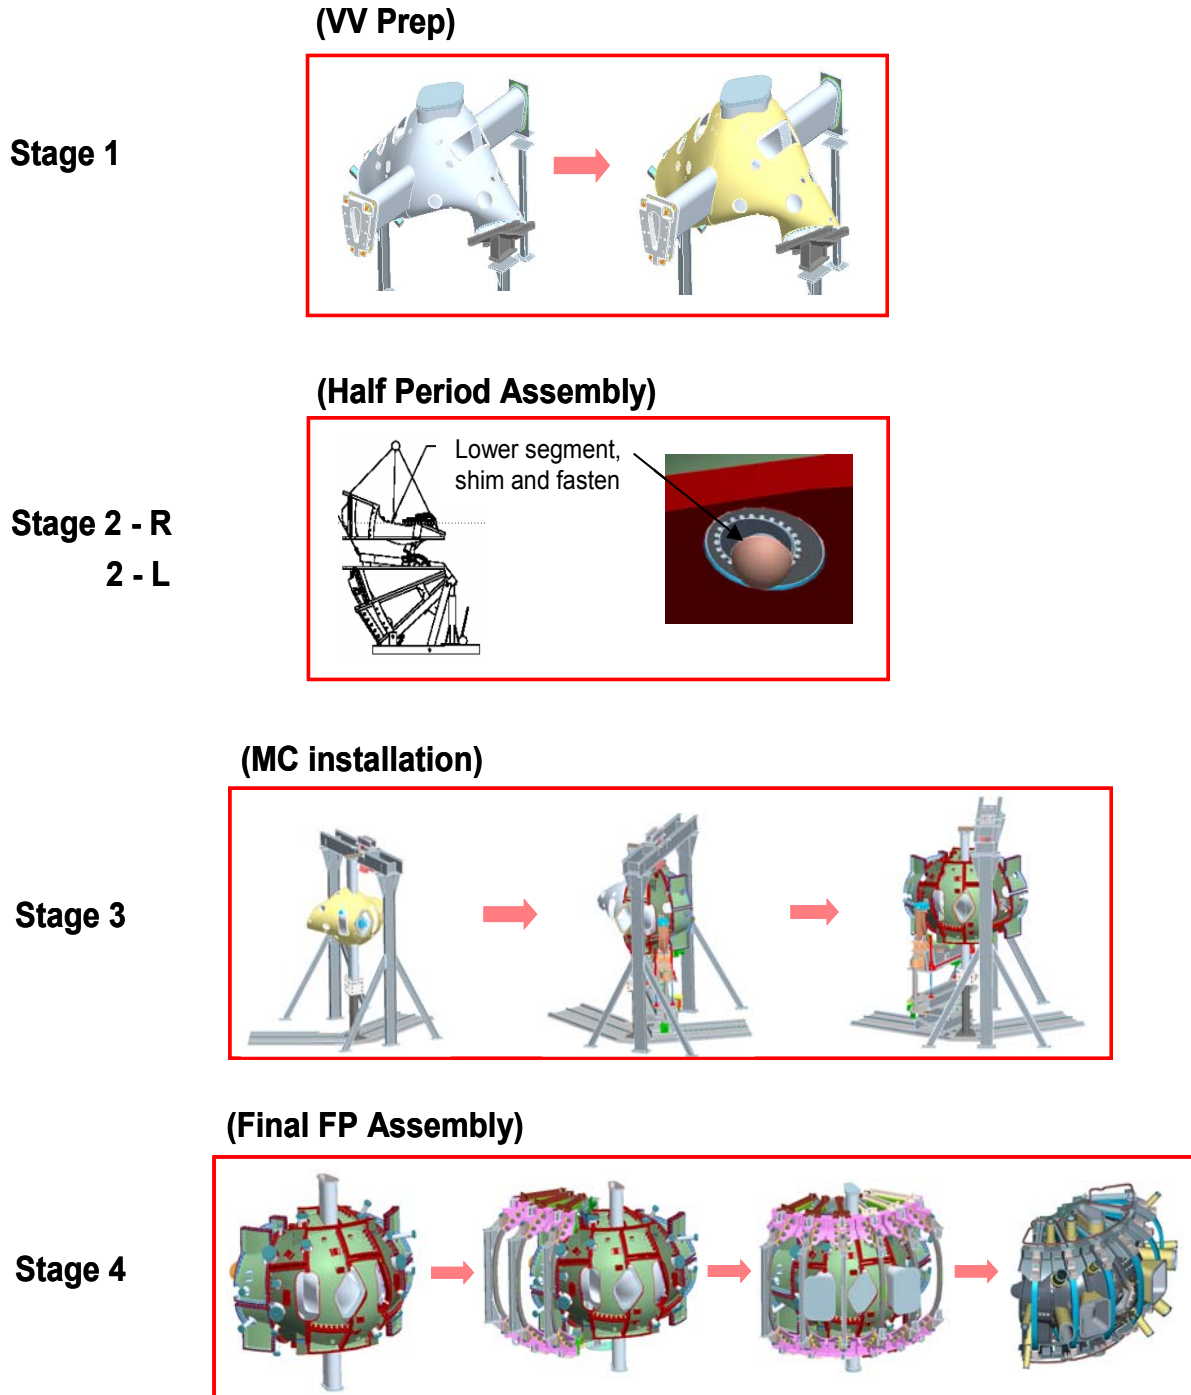 (VV Prep)
Stage 1
(Half Period Assembly)
Lower segment,
shim and fasten
Stage 2 - R
2 - L
(MC installation)
Stage 3
(Final FP Assembly)
Stage 4